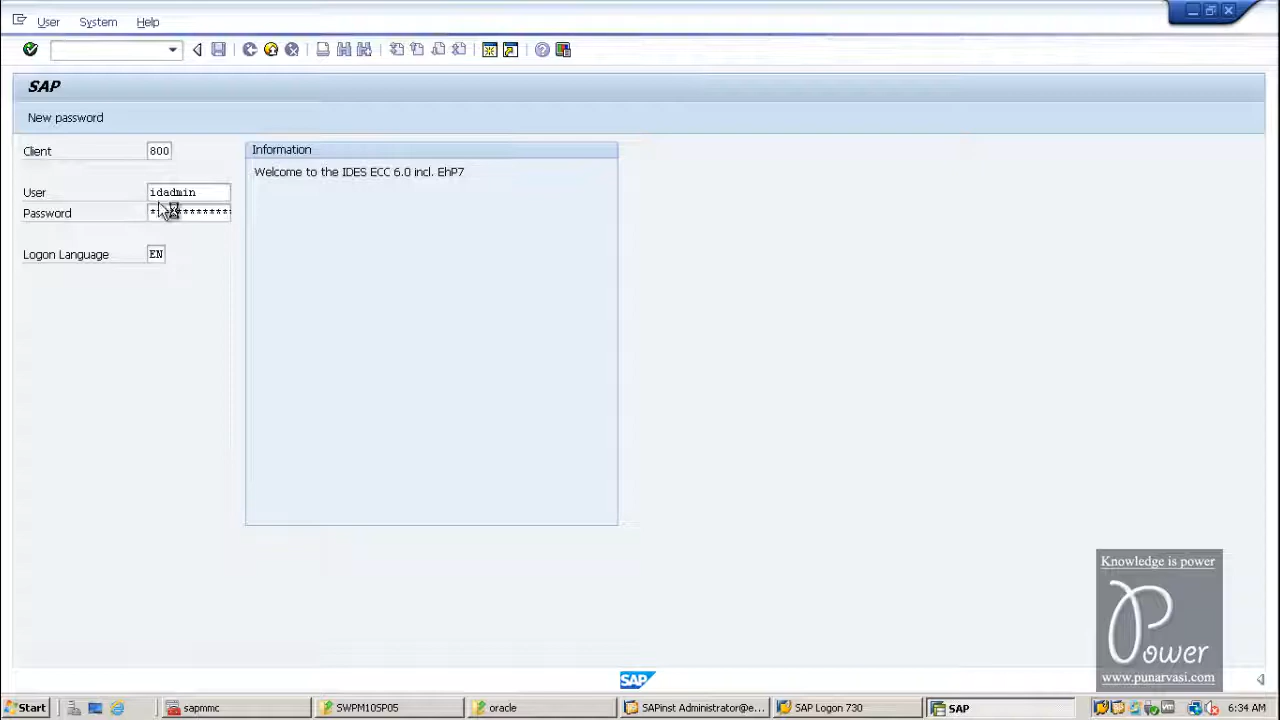 User System Help
SAP
New password
Client 800
Information
Welcome to the IDES ECC 6.0 incl. EhP7
User idadmin
Password *************
Logon Language EN
Knowledge is power
Power
www.punarvasi.com
SAP
Start sapmmc SWPM10SP05 oracle SAPinst Administrator@e... SAP Logon 730 SAP 6:34 AM